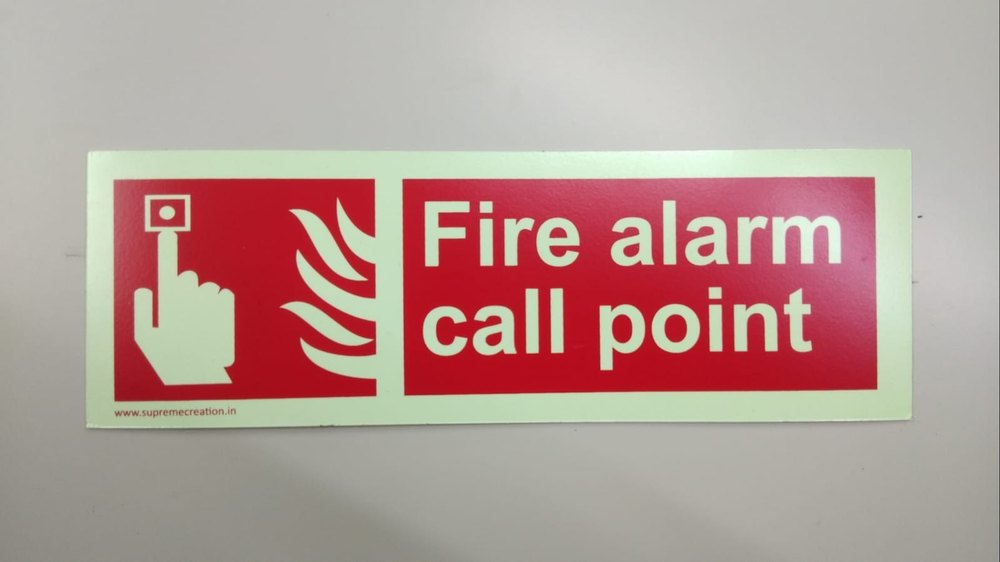 Fire alarm
call point
www.supremecreation.in